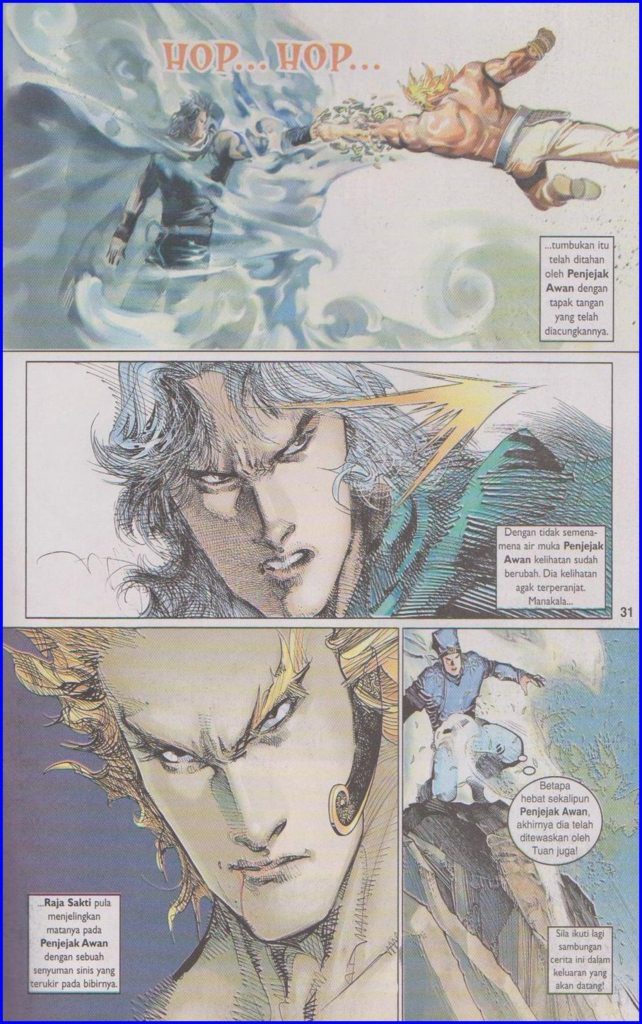 HOP... HOP...
...tumbukan itu
telah ditahan
oleh Penjejak
Awan dengan
tapak tangan
yang telah
diacungkannya.
Dengan tidak semena-
mena air muka Penjejak
Awan kelihatan sudah
berubah. Dia kelihatan
agak terperanjat.
Manakala...
31
...Raja Sakti pula
menjelingkan
matanya pada
Penjejak Awan
dengan sebuah
senyuman sinis yang
terukir pada bibirnya.
Betapa
hebat sekalipun
Penjejak Awan,
akhirnya dia telah
ditewaskan oleh
Tuan juga!
Sila ikuti lagi
sambungan
cerita ini dalam
keluaran yang
akan datang!